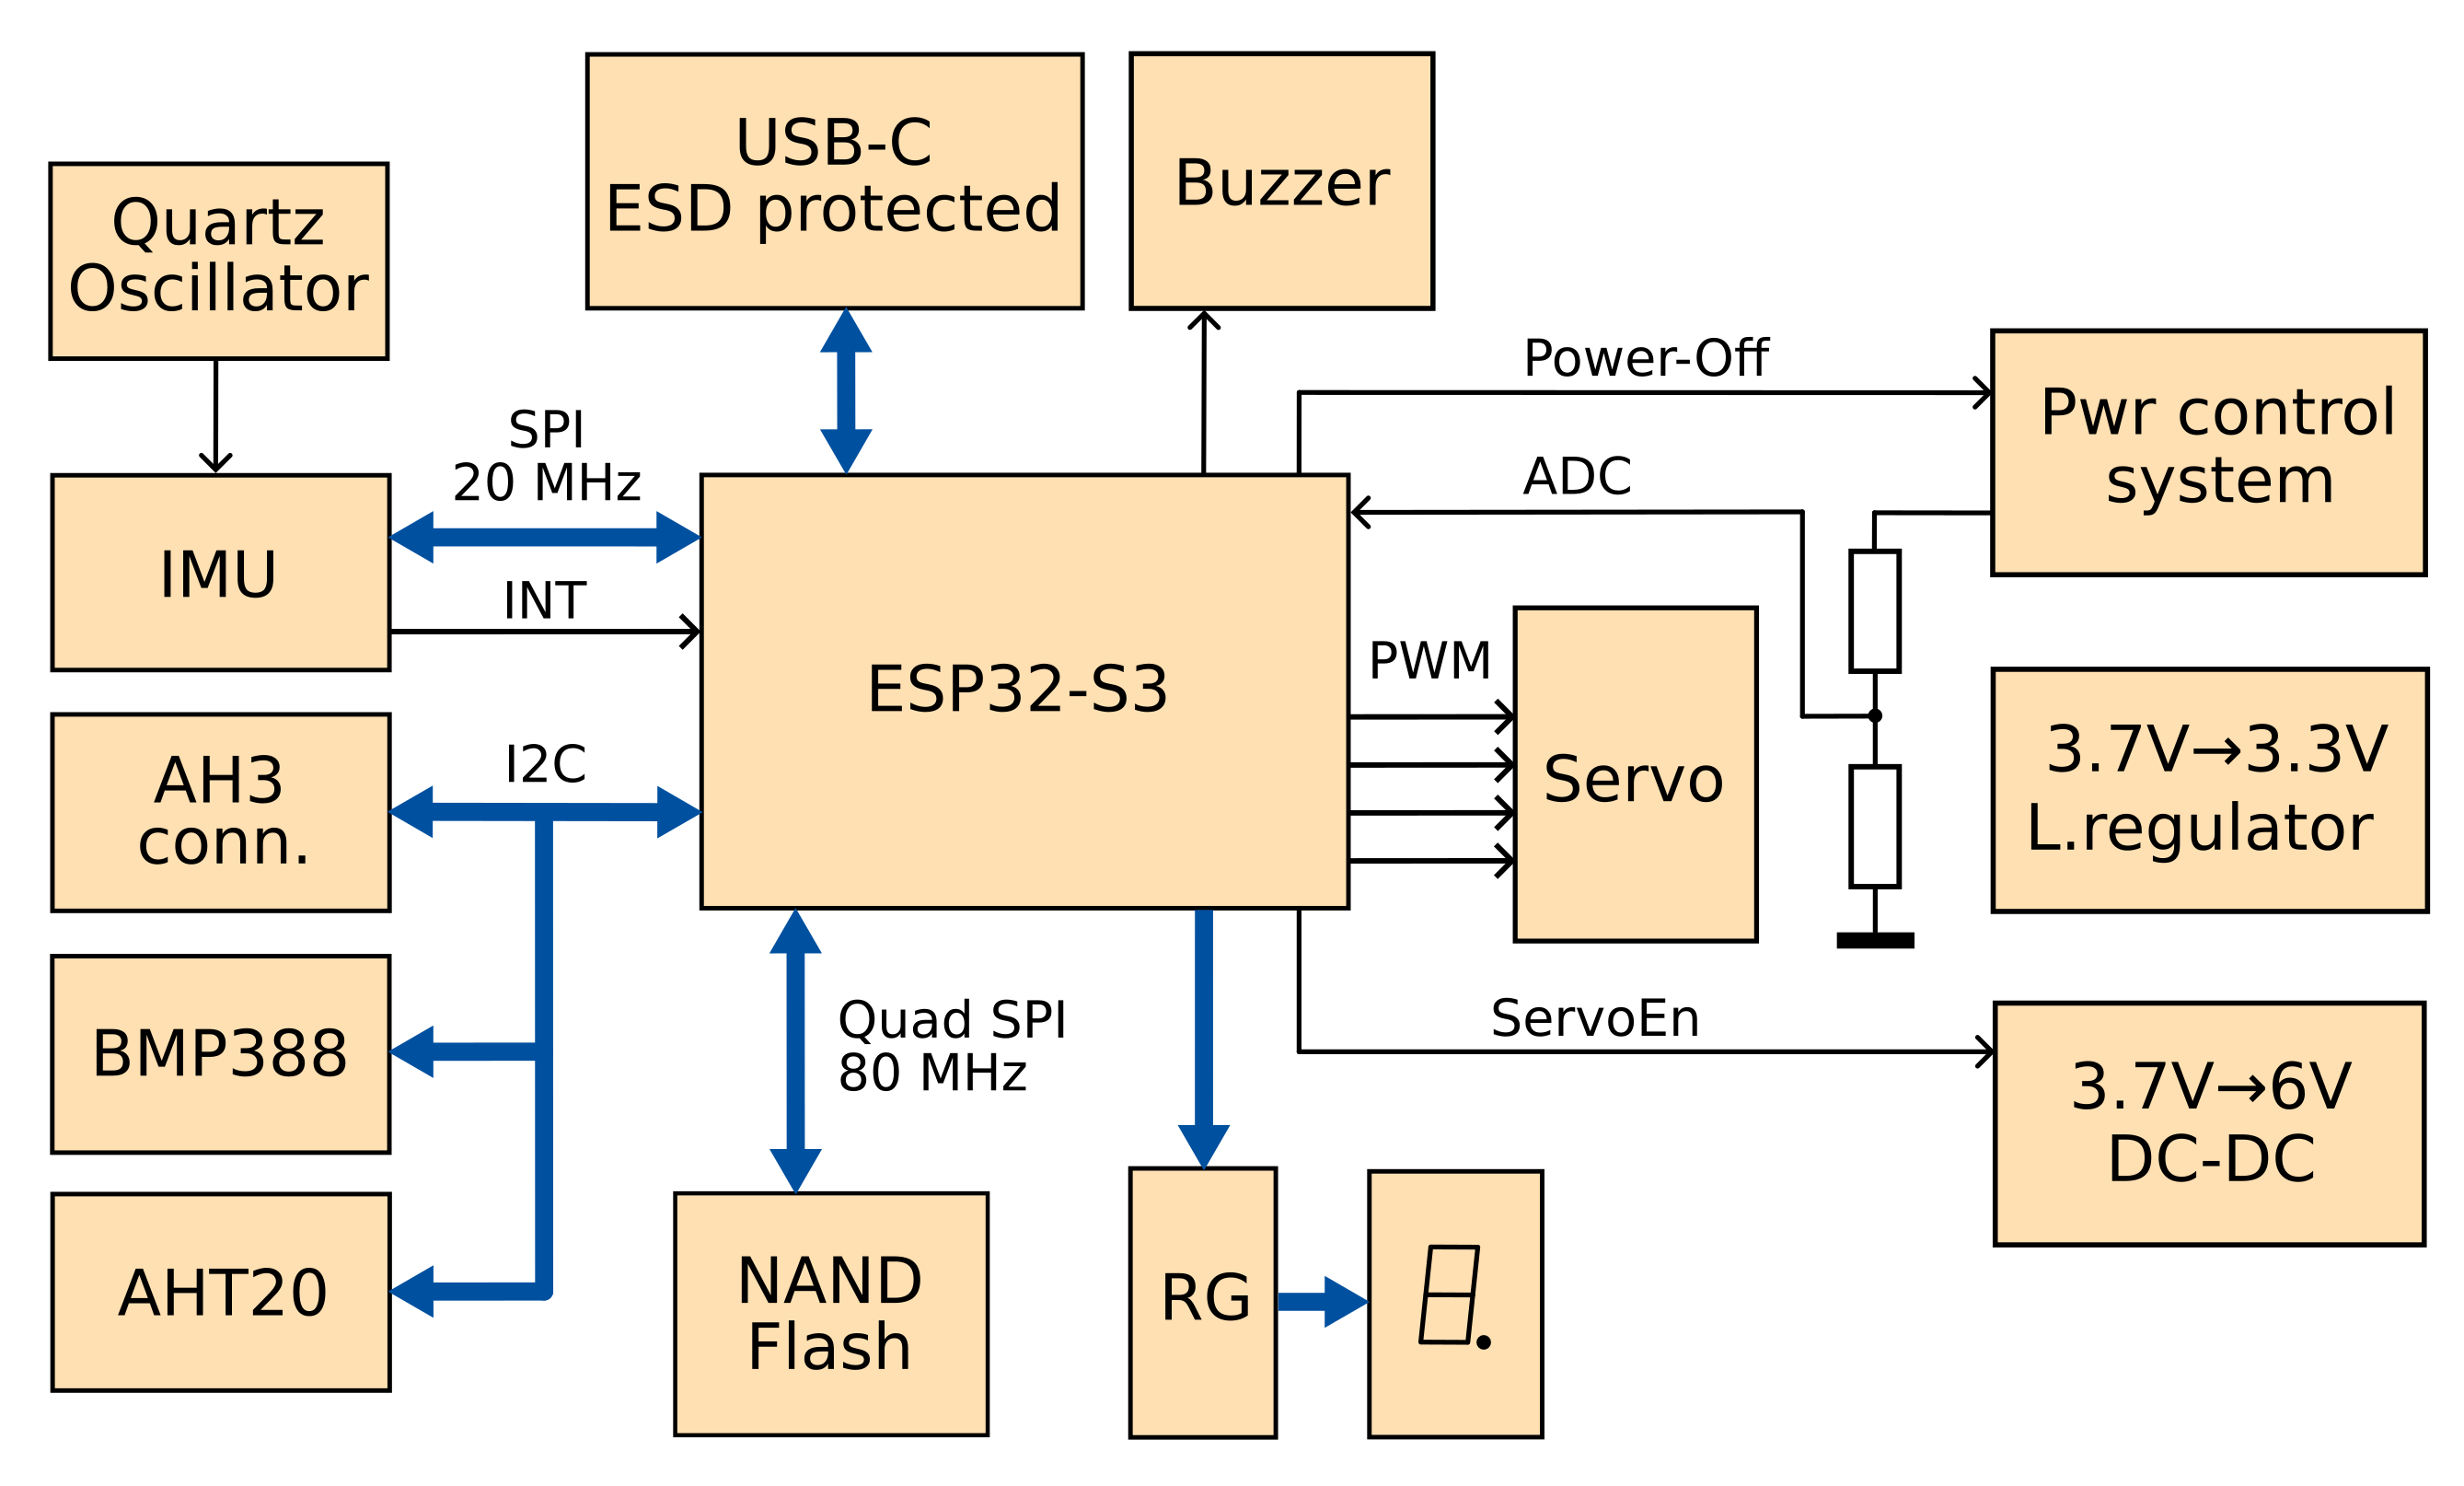 USB-C
ESD protected
Buzzer
Quartz
Oscillator
Power-Off
Pwr control
system
SPI
20 MHz
ADC
IMU
INT
ESP32-S3
PWM
Servo
3.7V→3.3V
L.regulator
AH3
conn.
I2C
BMP388
Quad SPI
80 MHz
ServoEn
3.7V→6V
DC-DC
AHT20
NAND
Flash
RG
8.